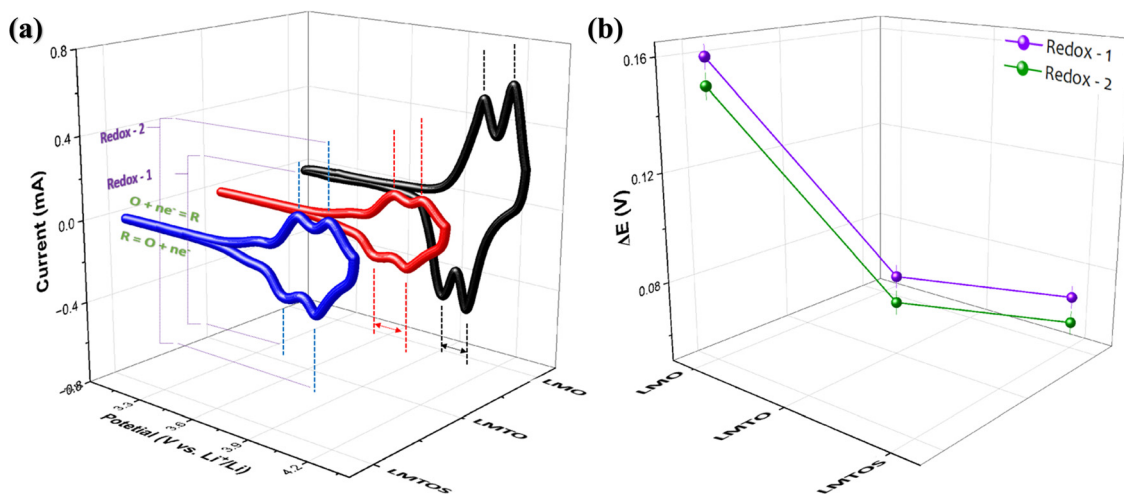 (a)
0.8
0.4
0.0
−0.4
−0.8
Current (mA)
Redox - 2
Redox - 1
O + ne⁻ = R
R = O + ne⁻
3.3
3.6
3.9
4.2
Potetial (V vs. Li⁺/Li)
LMTOS
LMTO
LMO
(b)
Redox - 1
Redox - 2
0.16
0.12
0.08
ΔE (V)
LMO
LMTO
LMTOS